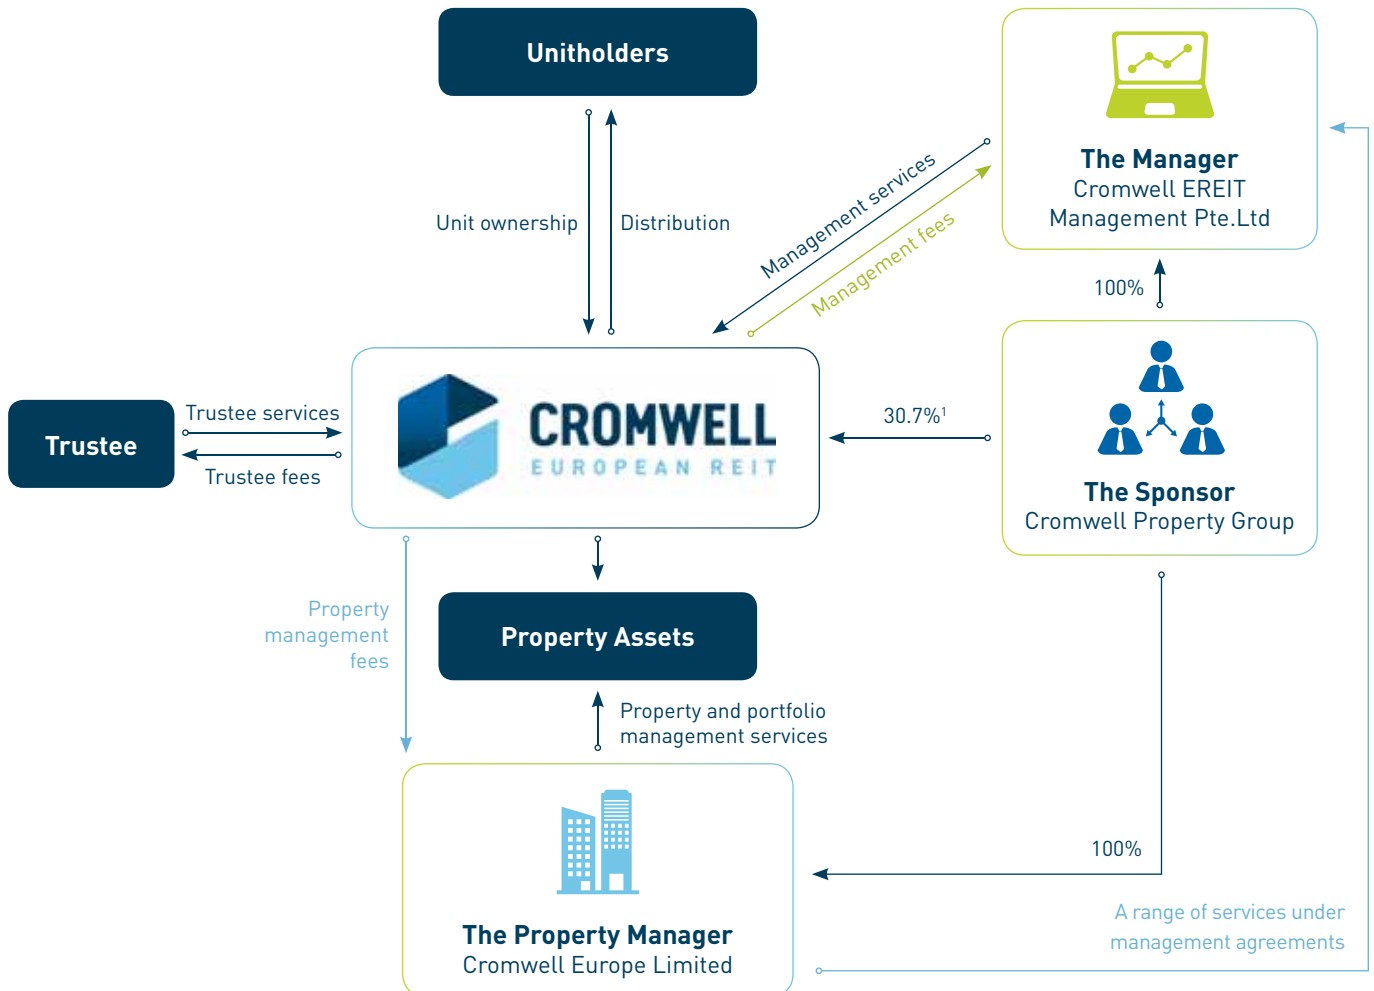 Unitholders
The Manager
Cromwell EREIT
Management Pte.Ltd
Unit ownership
Distribution
Management services
Management fees
100%
Trustee
Trustee services
Trustee fees
CROMWELL
EUROPEAN REIT
30.7%¹
The Sponsor
Cromwell Property Group
Property
management
fees
Property Assets
Property and portfolio
management services
100%
The Property Manager
Cromwell Europe Limited
A range of services under
management agreements